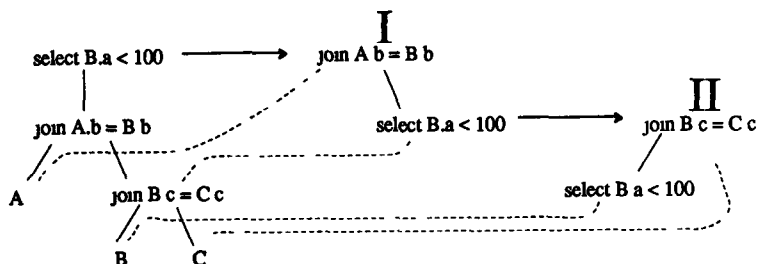 I
select B.a < 100
join A b = B b
II
join A.b = B b
select B.a < 100
join B c = C c
A
join B c = C c
select B a < 100
B
C